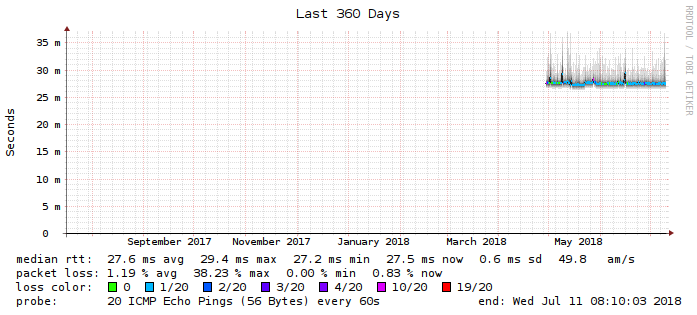 Last 360 Days
RRDTOOL / TOBI OETIKER
Seconds
35 m
30 m
25 m
20 m
15 m
10 m
5 m
0
September 2017 November 2017 January 2018 March 2018 May 2018
median rtt: 27.6 ms avg 29.4 ms max 27.2 ms min 27.5 ms now 0.6 ms sd 49.8 am/s
packet loss: 1.19 % avg 38.23 % max 0.00 % min 0.83 % now
loss color: 0 1/20 2/20 3/20 4/20 10/20 19/20
probe: 20 ICMP Echo Pings (56 Bytes) every 60s end: Wed Jul 11 08:10:03 2018